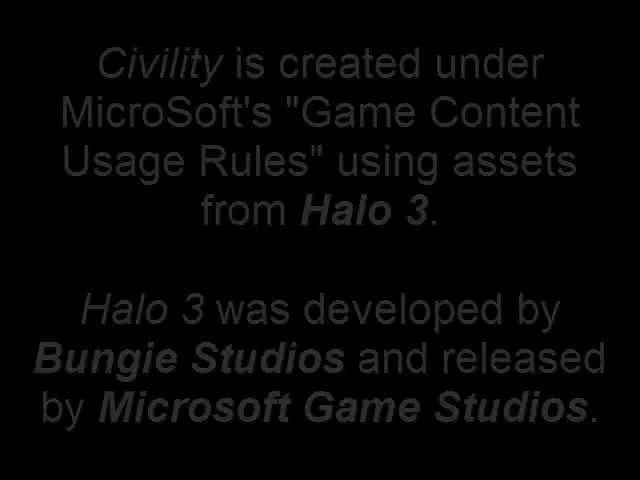 Civility is created under
MicroSoft's "Game Content
Usage Rules" using assets
from Halo 3.
Halo 3 was developed by
Bungie Studios and released
by Microsoft Game Studios.